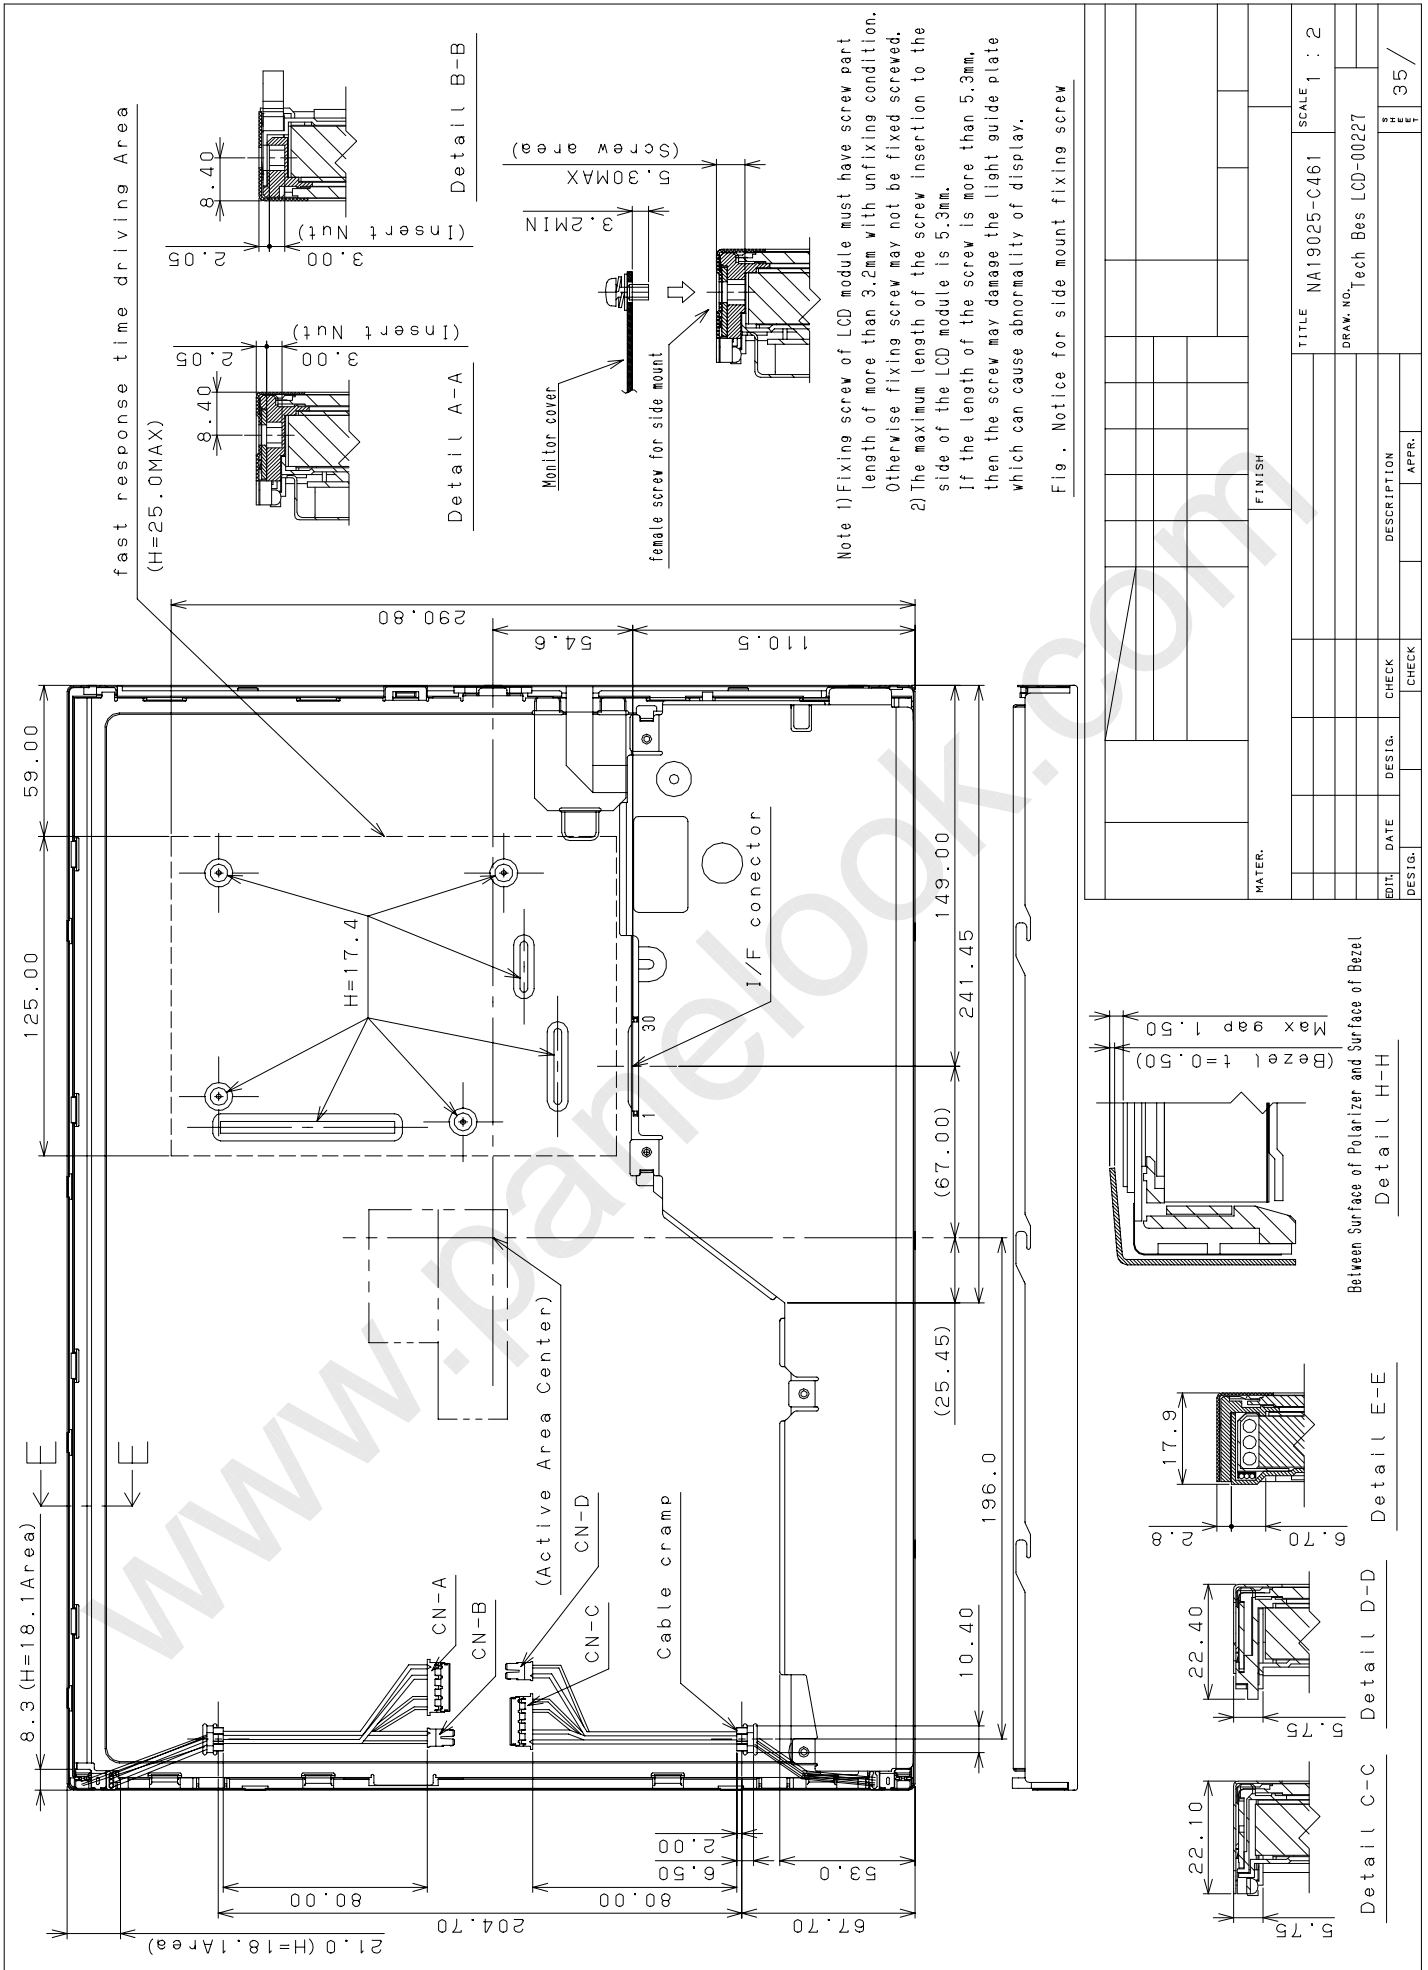 8.3(H=18.1Area)
125.00
59.00
E
E
fast response time driving Area
(H=25.0MAX)
8.40
2.05
3.00
(Insert Nut)
Detail A-A
8.40
2.05
3.00
(Insert Nut)
Detail B-B
Monitor cover
female screw for side mount
3.2MIN
5.30MAX
(Screw area)
Note 1)Fixing screw of LCD module must have screw part
length of more than 3.2mm with unfixing condition.
Otherwise fixing screw may not be fixed screwed.
2)The maximum length of the screw insertion to the
side of the LCD module is 5.3mm.
If the length of the screw is more than 5.3mm,
then the screw may damage the light guide plate
which can cause abnormality of display.
Fig. Notice for side mount fixing screw
290.80
54.6
110.5
H=17.4
1
30
I/F conector
(Active Area Center)
CN-A
CN-B
CN-D
CN-C
Cable cramp
21.0(H=18.1Area)
204.70
80.00
80.00
67.70
6.50
2.00
53.0
149.00
(67.00)
241.45
(25.45)
196.0
10.40
22.10
5.75
Detail C-C
22.40
5.75
Detail D-D
17.9
2.8
6.70
Detail E-E
(Bezel t=0.50)
Max gap 1.50
Between Surface of Polarizer and Surface of Bezel
Detail H-H
MATER.
FINISH
TITLE NA19025-C461
SCALE 1 : 2
DRAW. NO. Tech Bes LCD-00227
EDIT. DATE DESIG. CHECK DESCRIPTION
DESIG. CHECK APPR.
SHEET 35/
www.panelook.com